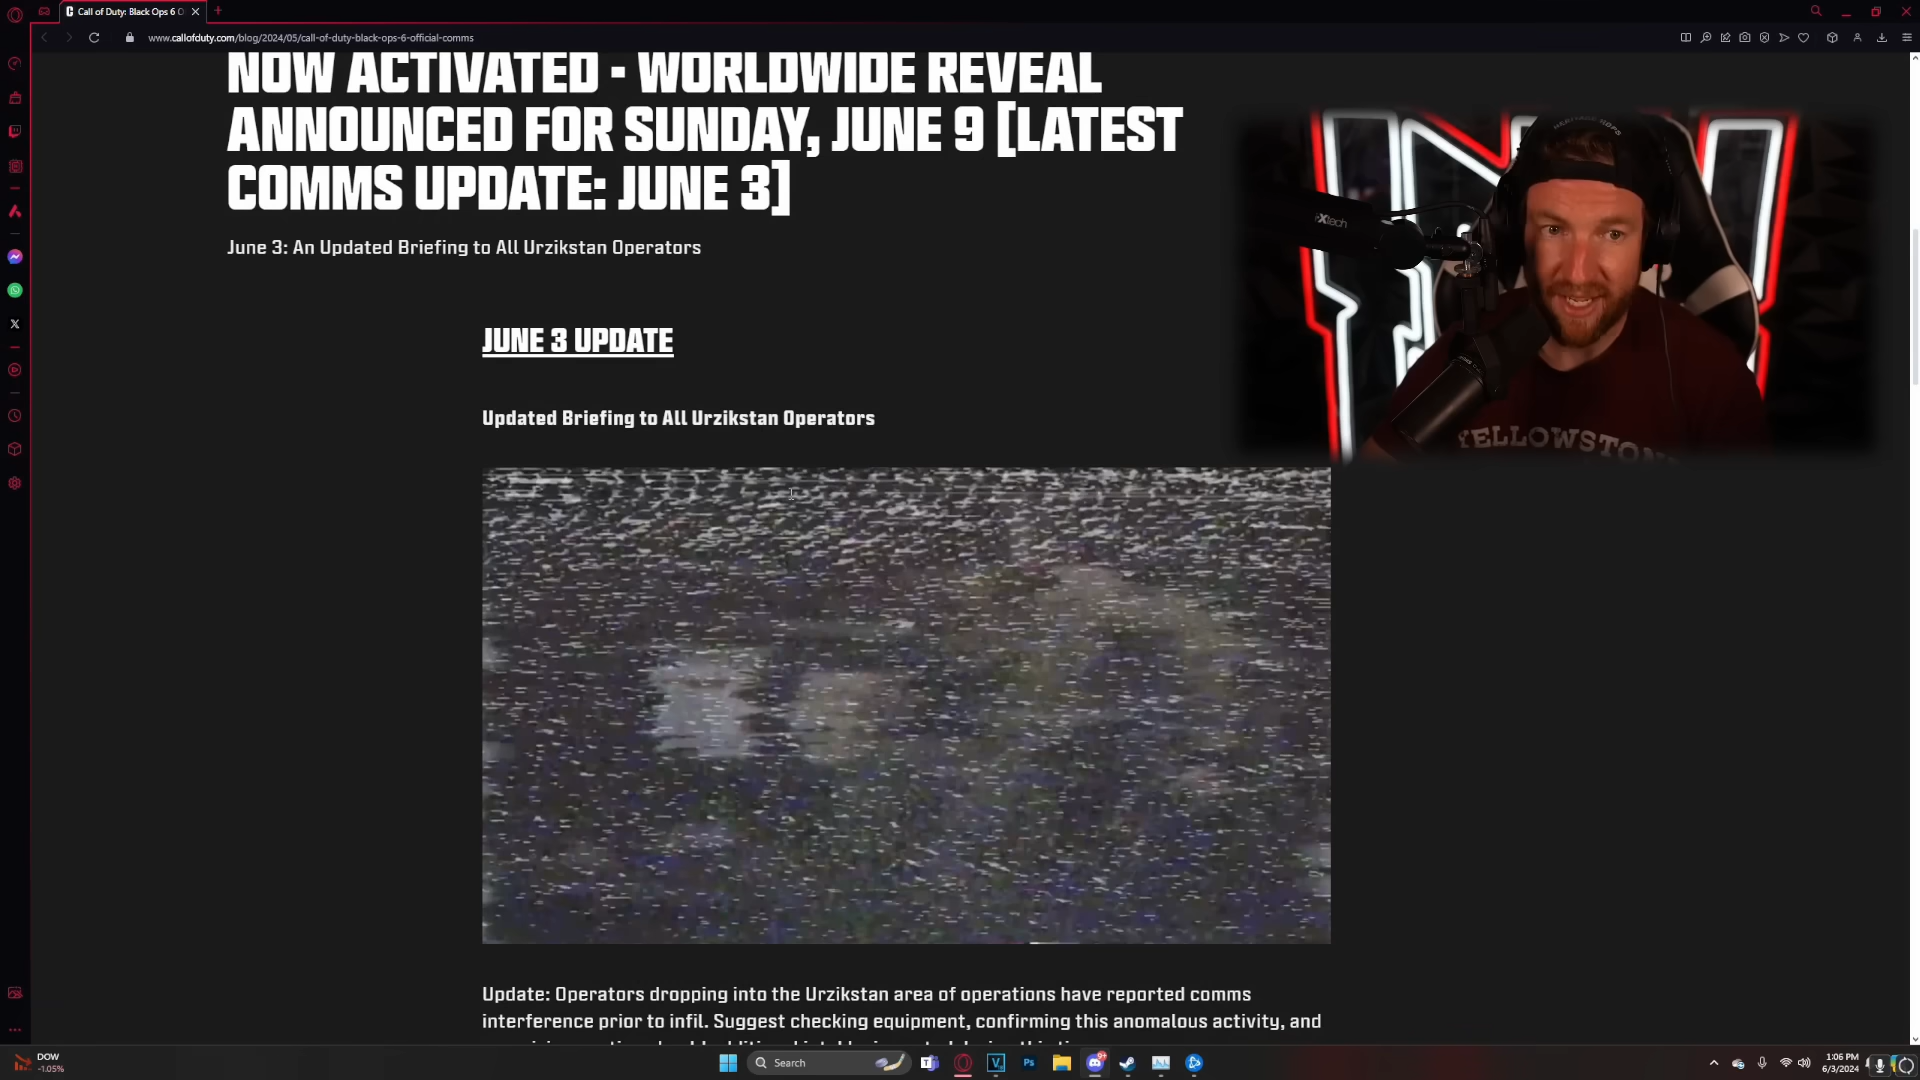 Call of Duty: Black Ops 6 O
www.callofduty.com/blog/2024/05/call-of-duty-black-ops-6-official-comms
NOW ACTIVATED - WORLDWIDE REVEAL
ANNOUNCED FOR SUNDAY, JUNE 9 [LATEST
COMMS UPDATE: JUNE 3]
June 3: An Updated Briefing to All Urzikstan Operators
JUNE 3 UPDATE
Updated Briefing to All Urzikstan Operators
YELLOWSTON
Update: Operators dropping into the Urzikstan area of operations have reported comms
interference prior to infil. Suggest checking equipment, confirming this anomalous activity, and
DOW
-1.05%
Search
1:06 PM
6/3/2024